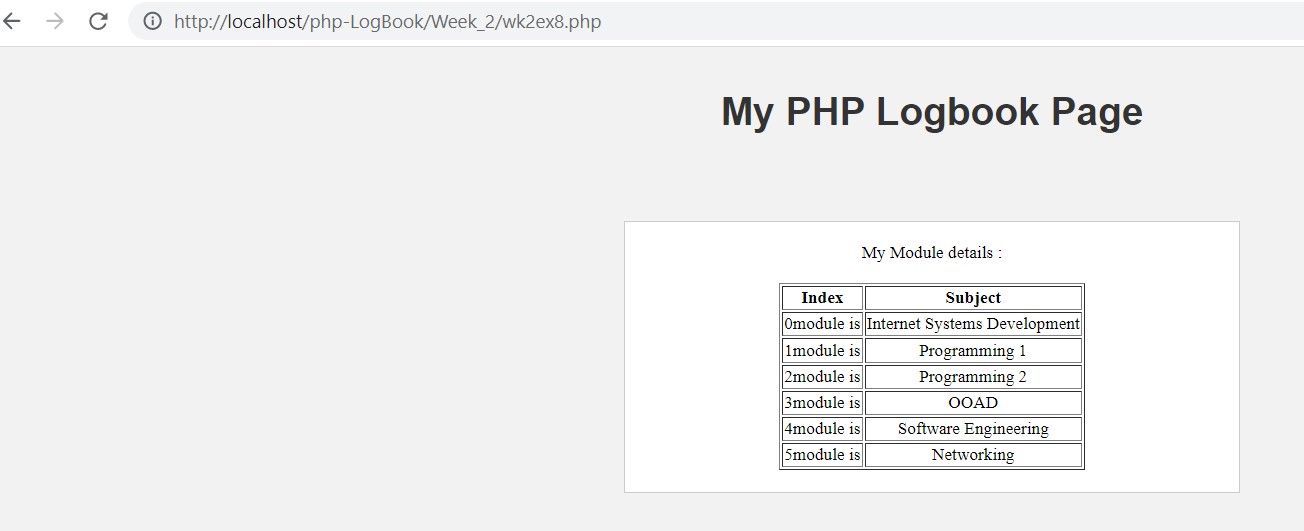 http://localhost/php-LogBook/Week_2/wk2ex8.php
My PHP Logbook Page
My Module details :
Index Subject
0module is Internet Systems Development
1module is Programming 1
2module is Programming 2
3module is OOAD
4module is Software Engineering
5module is Networking